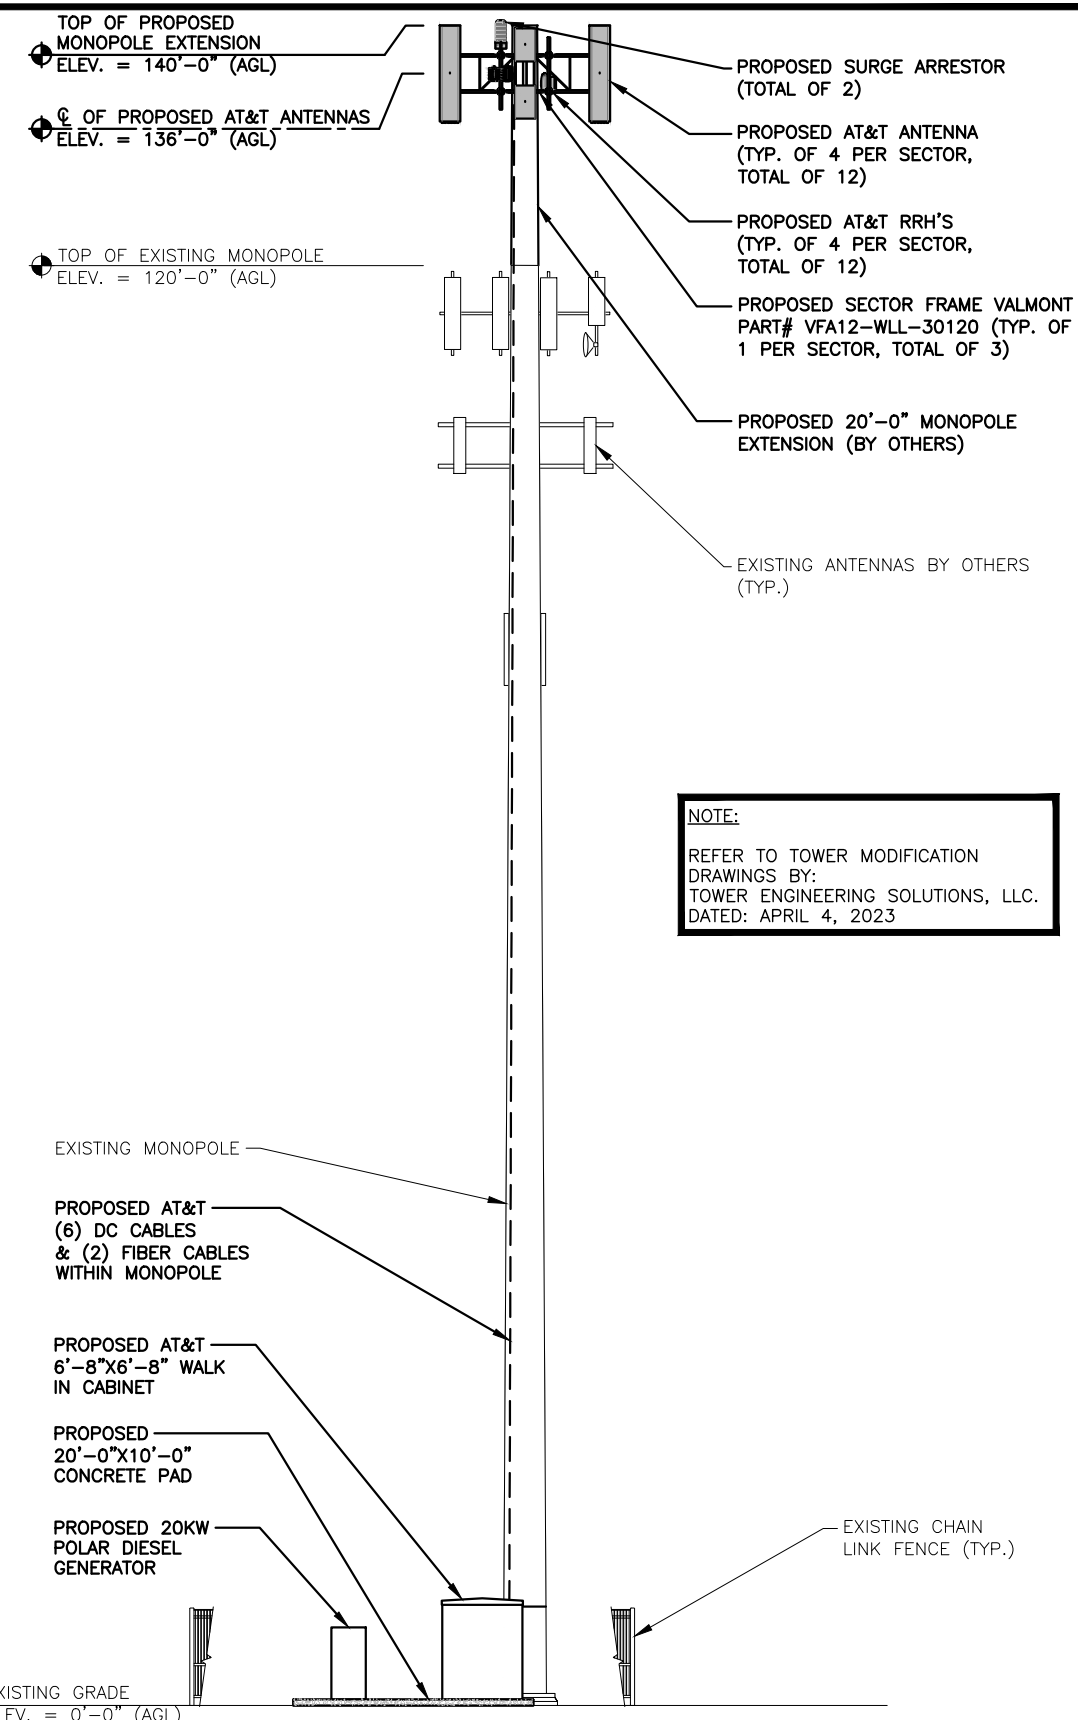 TOP OF PROPOSED
MONOPOLE EXTENSION
ELEV. = 140'-0" (AGL)
℄ OF PROPOSED AT&T ANTENNAS
ELEV. = 136'-0" (AGL)
TOP OF EXISTING MONOPOLE
ELEV. = 120'-0" (AGL)
PROPOSED SURGE ARRESTOR
(TOTAL OF 2)
PROPOSED AT&T ANTENNA
(TYP. OF 4 PER SECTOR,
TOTAL OF 12)
PROPOSED AT&T RRH'S
(TYP. OF 4 PER SECTOR,
TOTAL OF 12)
PROPOSED SECTOR FRAME VALMONT
PART# VFA12-WLL-30120 (TYP. OF
1 PER SECTOR, TOTAL OF 3)
PROPOSED 20'-0" MONOPOLE
EXTENSION (BY OTHERS)
EXISTING ANTENNAS BY OTHERS
(TYP.)
NOTE:
REFER TO TOWER MODIFICATION
DRAWINGS BY:
TOWER ENGINEERING SOLUTIONS, LLC.
DATED: APRIL 4, 2023
EXISTING MONOPOLE
PROPOSED AT&T
(6) DC CABLES
& (2) FIBER CABLES
WITHIN MONOPOLE
PROPOSED AT&T
6'-8"X6'-8" WALK
IN CABINET
PROPOSED
20'-0"X10'-0"
CONCRETE PAD
PROPOSED 20KW
POLAR DIESEL
GENERATOR
EXISTING CHAIN
LINK FENCE (TYP.)
XISTING GRADE
LEV. = 0'-0" (AGL)